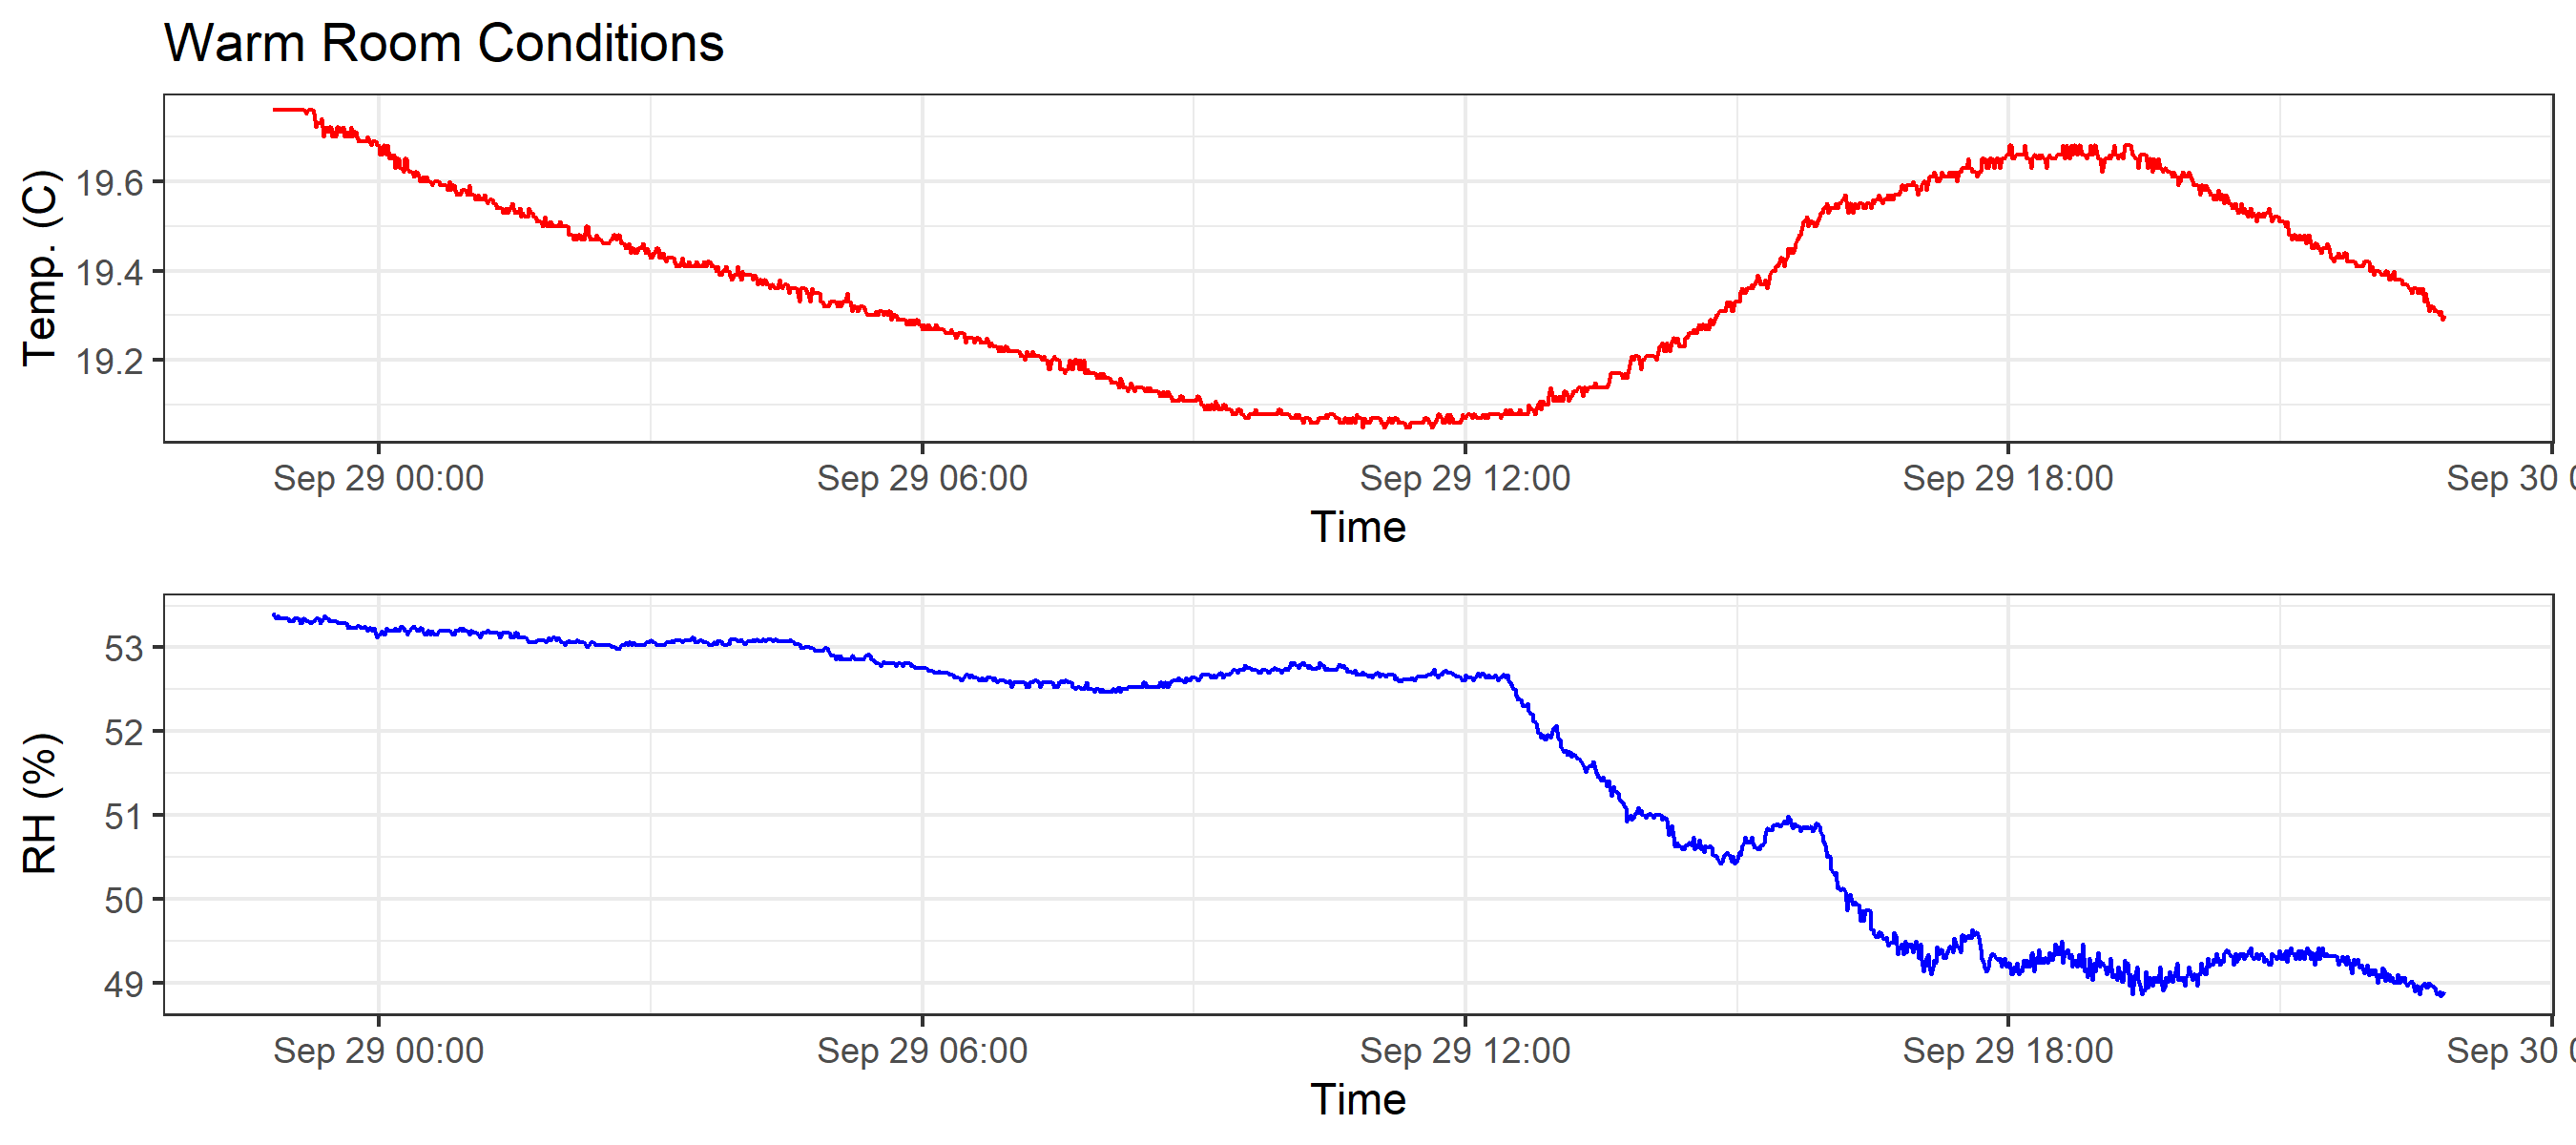 Warm Room Conditions
Temp. (C)
19.6
19.4
19.2
Sep 29 00:00 Sep 29 06:00 Sep 29 12:00 Sep 29 18:00 Sep 30
Time
RH (%)
53
52
51
50
49
Sep 29 00:00 Sep 29 06:00 Sep 29 12:00 Sep 29 18:00 Sep 30
Time